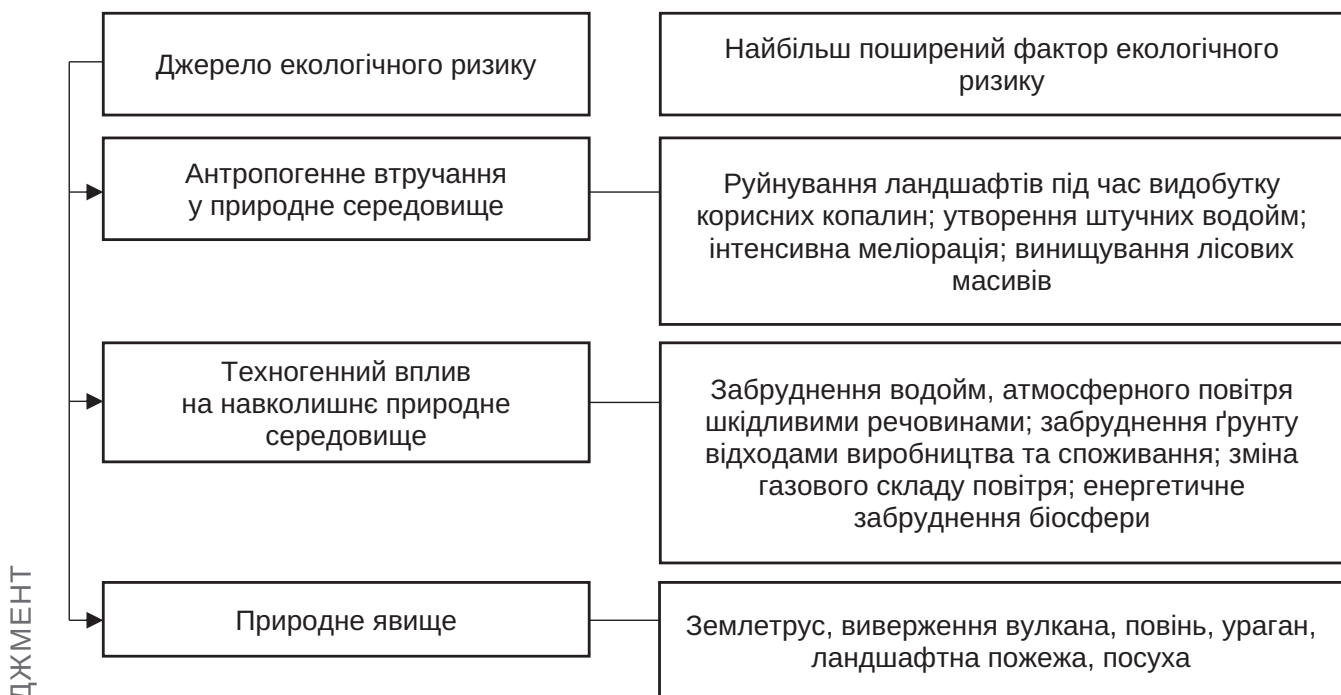 Джерело екологічного ризику
Найбільш поширений фактор екологічного
ризику
Антропогенне втручання
у природне середовище
Руйнування ландшафтів під час видобутку
корисних копалин; утворення штучних водойм;
інтенсивна меліорація; винищування лісових
масивів
Техногенний вплив
на навколишнє природне
середовище
Забруднення водойм, атмосферного повітря
шкідливими речовинами; забруднення ґрунту
відходами виробництва та споживання; зміна
газового складу повітря; енергетичне
забруднення біосфери
Природне явище
Землетрус, виверження вулкана, повінь, ураган,
ландшафтна пожежа, посуха
ДЖМЕНТ